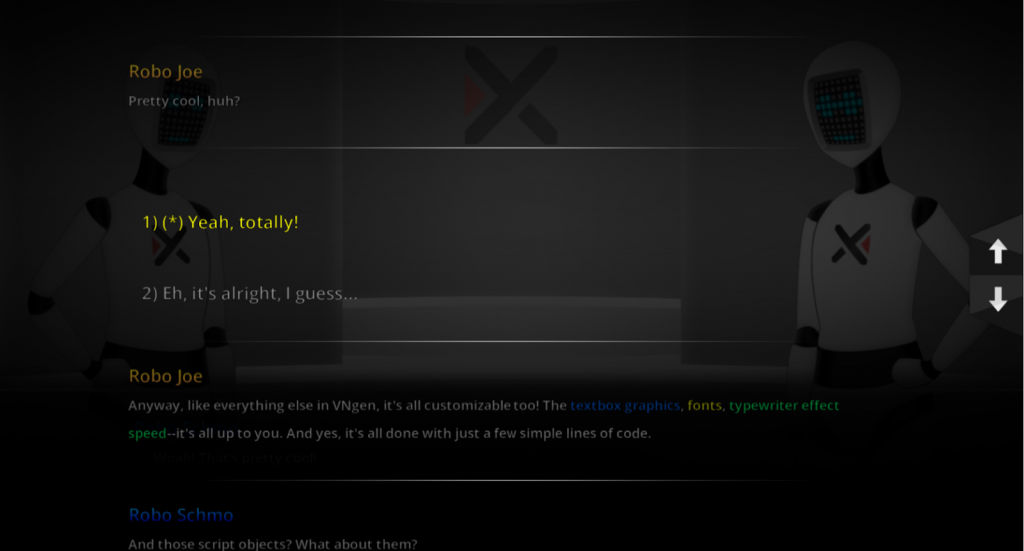 Robo Joe
Pretty cool, huh?
1) (*) Yeah, totally!
2) Eh, it's alright, I guess...
Robo Joe
Anyway, like everything else in VNgen, it's all customizable too! The textbox graphics, fonts, typewriter effect
speed--it's all up to you. And yes, it's all done with just a few simple lines of code.
Robo Schmo
And those script objects? What about them?